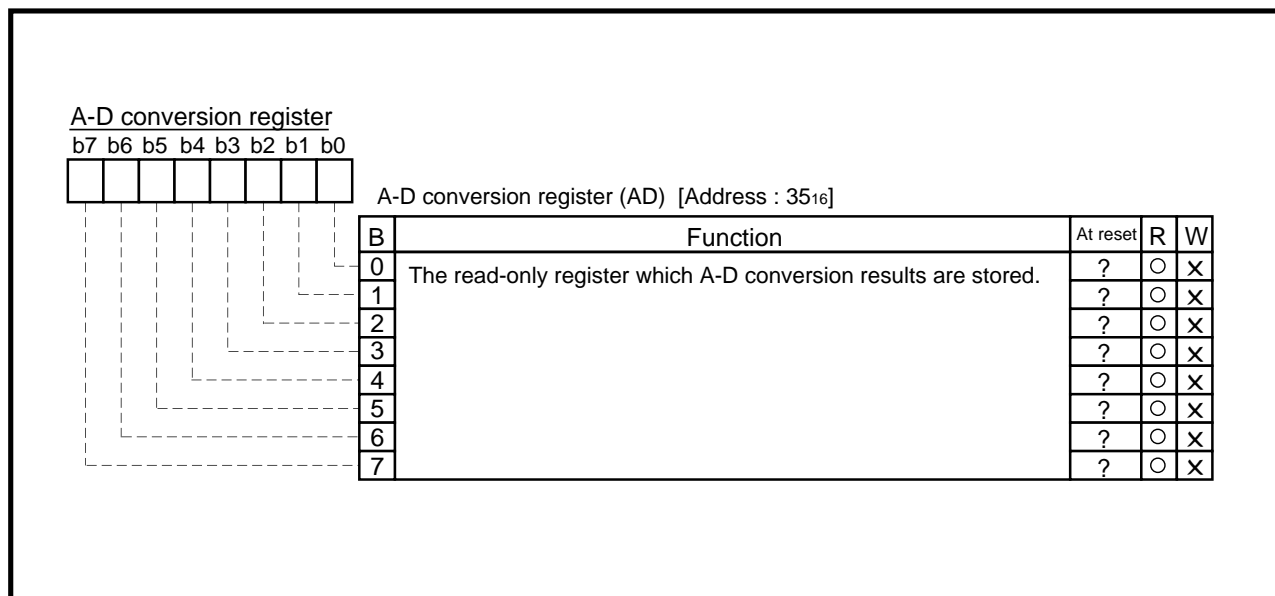 A-D conversion register
b7 b6 b5 b4 b3 b2 b1 b0
A-D conversion register (AD) [Address : 35₁₆]
B Function At reset R W
0 The read-only register which A-D conversion results are stored. ? ○ ×
1 ? ○ ×
2 ? ○ ×
3 ? ○ ×
4 ? ○ ×
5 ? ○ ×
6 ? ○ ×
7 ? ○ ×